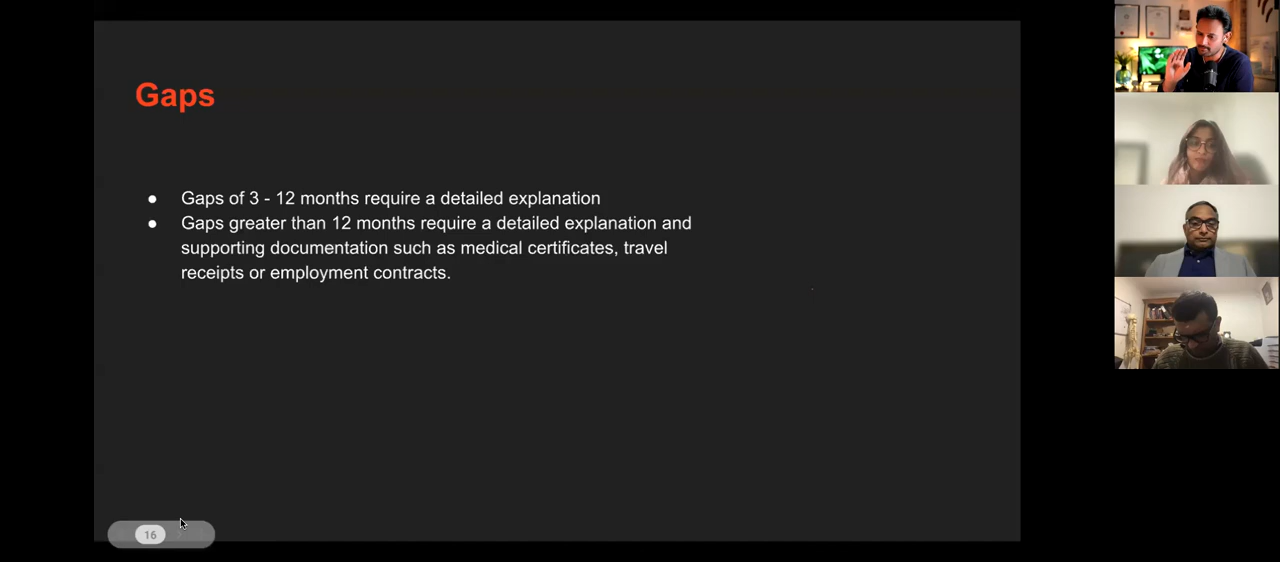 Gaps
● Gaps of 3 - 12 months require a detailed explanation
● Gaps greater than 12 months require a detailed explanation and
supporting documentation such as medical certificates, travel
receipts or employment contracts.
16